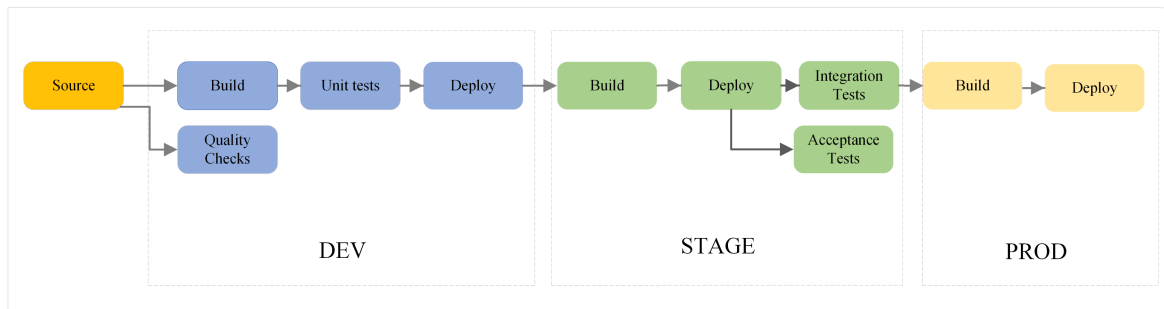 Source
Build
Unit tests
Deploy
Quality
Checks
DEV
Build
Deploy
Integration
Tests
Acceptance
Tests
STAGE
Build
Deploy
PROD